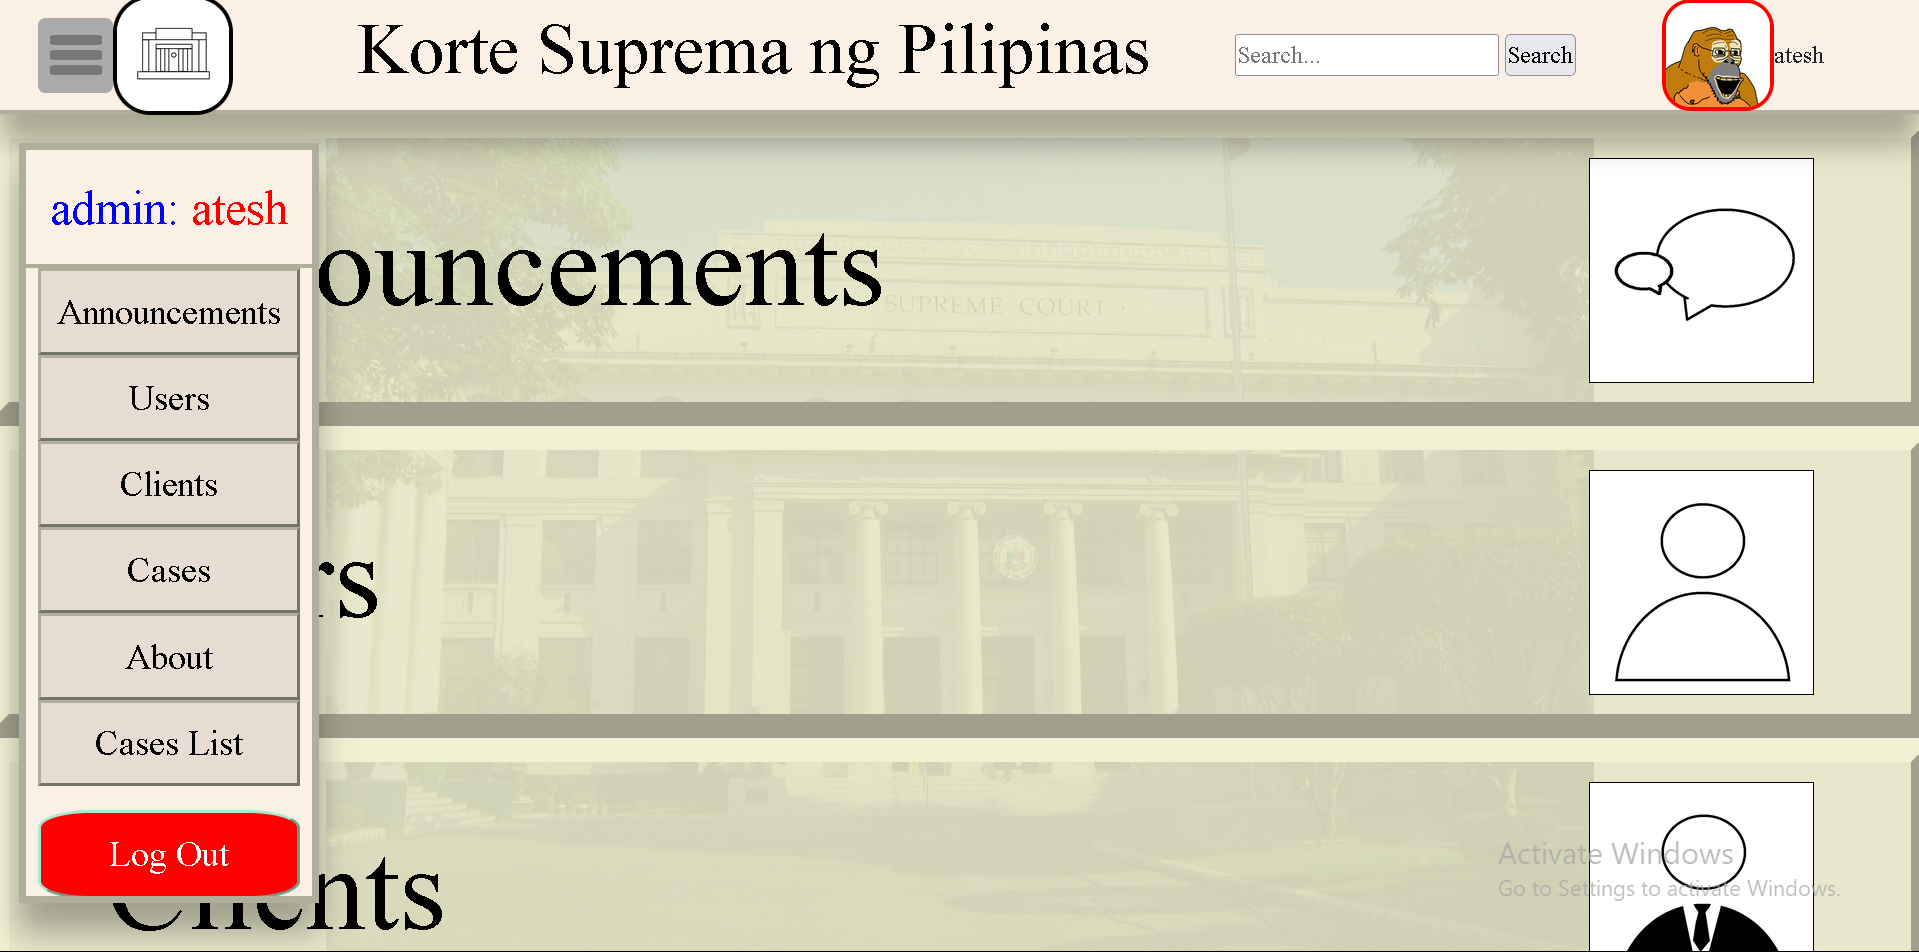 Korte Suprema ng Pilipinas
Search...
Search
atesh
admin: atesh
Announcements
Users
Clients
Cases
About
Cases List
Log Out
ouncements
SUPREME COURT
rs
Clients
Activate Windows
Go to Settings to activate Windows.